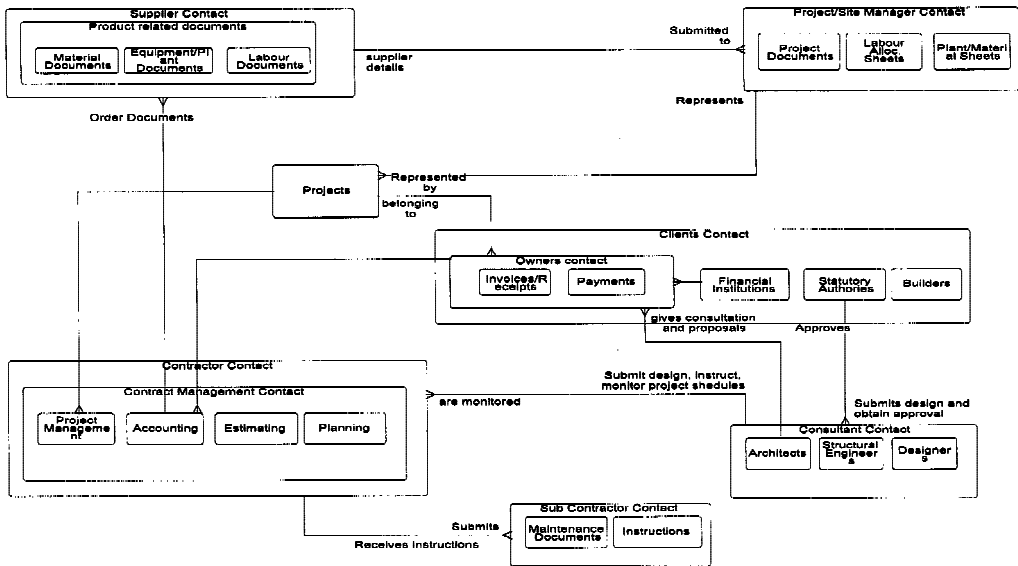 Supplier Contact
Product related documents
Material
Documents
Equipment/Pl
ant
Documents
Labour
Documents
supplier
details
Submitted
to
Project/Site Manager Contact
Project
Documents
Labour
Alloc
Sheets
Plant/Materi
al Sheets
Order Documents
Represents
Projects
Represented
by
belonging
to
Clients Contact
Owners contact
Invoices/R
eceipts
Payments
Financial
Institutions
Statutory
Authories
Builders
gives consultation
and proposals
Approves
Contractor Contact
Contract Management Contact
Project
Manageme
nt
Accounting
Estimating
Planning
Submit design, instruct,
monitor project shedules
are monitored
Submits design and
obtain approval
Consultant Contact
Architects
Structural
Engineer
s
Designer
s
Submits
Receives instructions
Sub Contractor Contact
Maintenance
Documents
Instructions